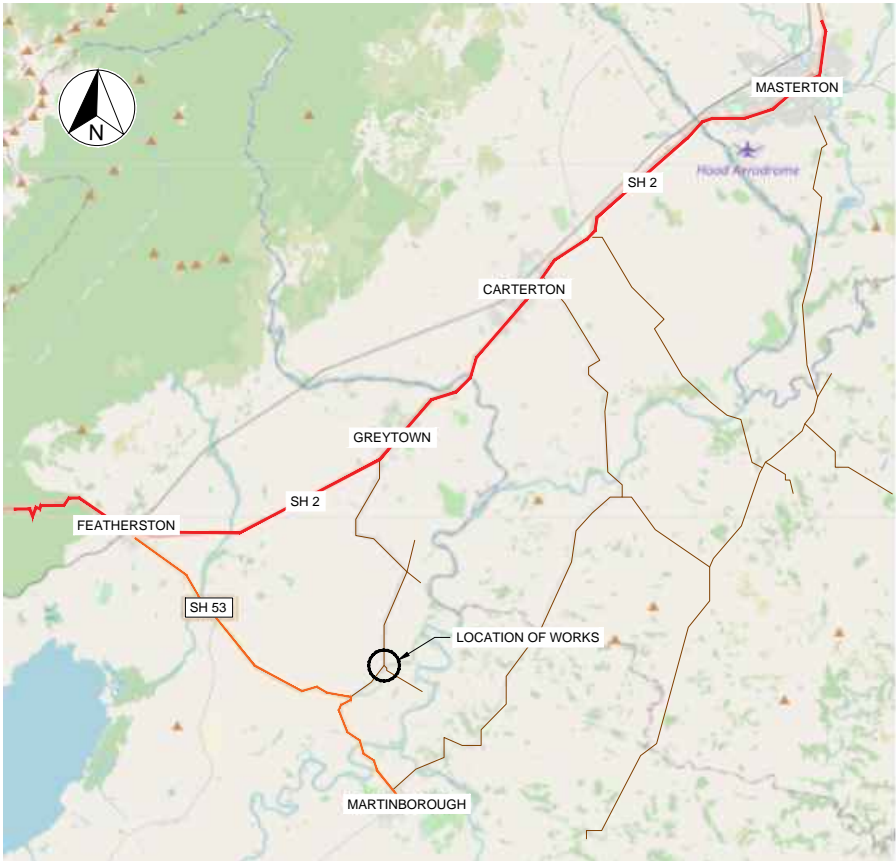 MASTERTON
N
Hood Aerodrome
SH 2
CARTERTON
GREYTOWN
SH 2
FEATHERSTON
SH 53
LOCATION OF WORKS
MARTINBOROUGH